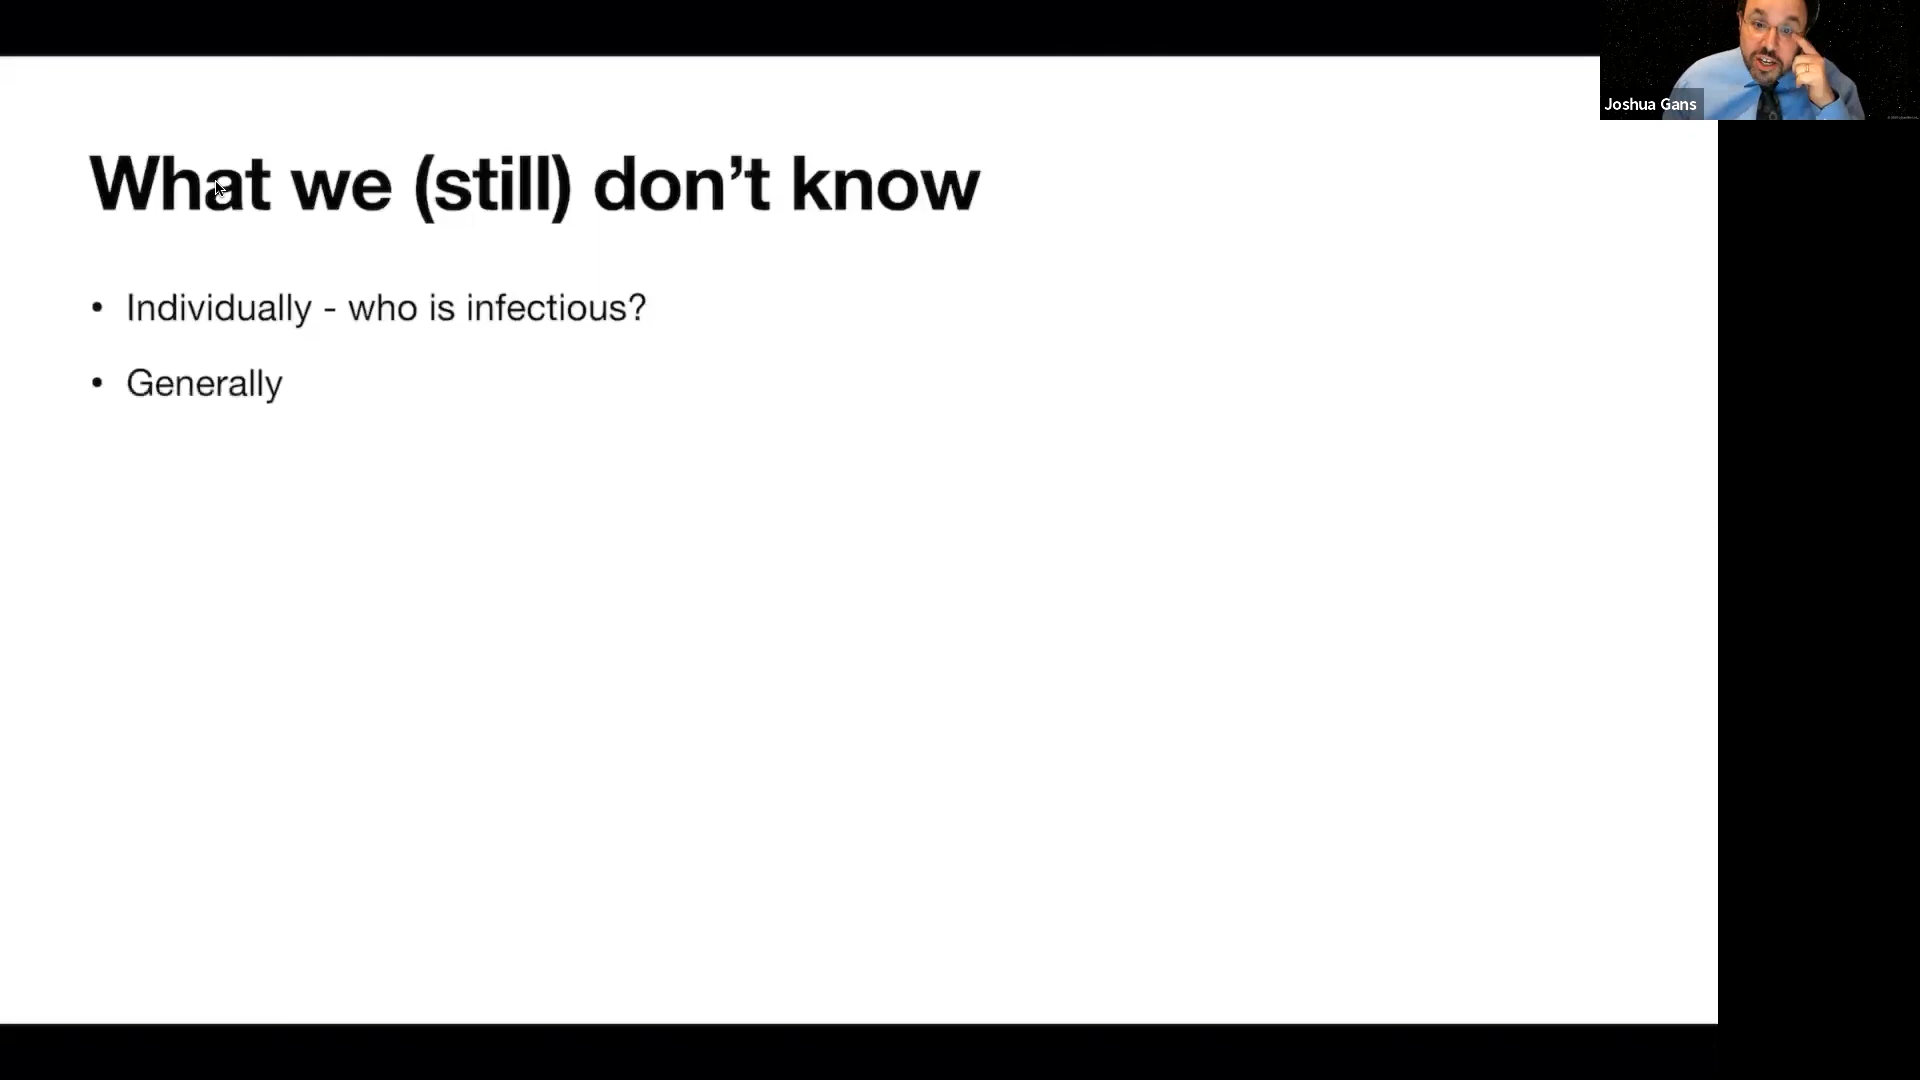 Joshua Gans
What we (still) don’t know
• Individually - who is infectious?
• Generally